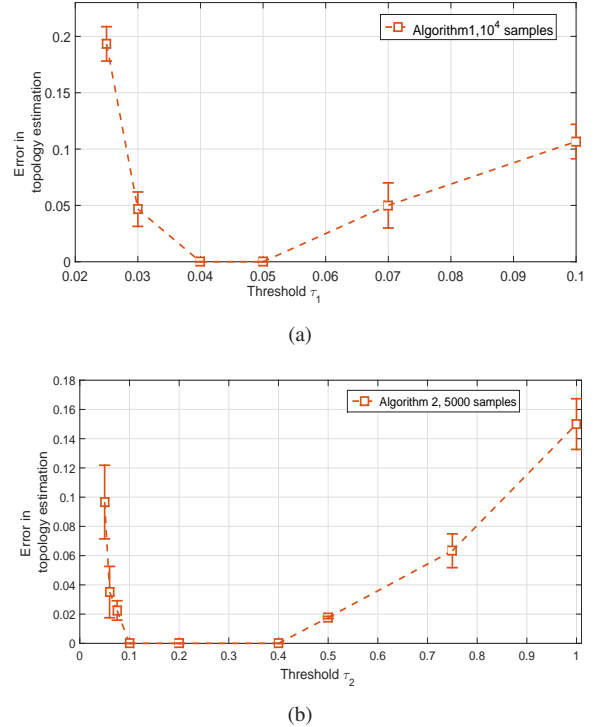 Algorithm1,10^4 samples
Error in
topology estimation
0.2
0.15
0.1
0.05
0
0.02 0.03 0.04 0.05 0.06 0.07 0.08 0.09 0.1
Threshold τ_1
(a)
Algorithm 2, 5000 samples
Error in
topology estimation
0.18
0.16
0.14
0.12
0.1
0.08
0.06
0.04
0.02
0
0 0.1 0.2 0.3 0.4 0.5 0.6 0.7 0.8 0.9 1
Threshold τ_2
(b)